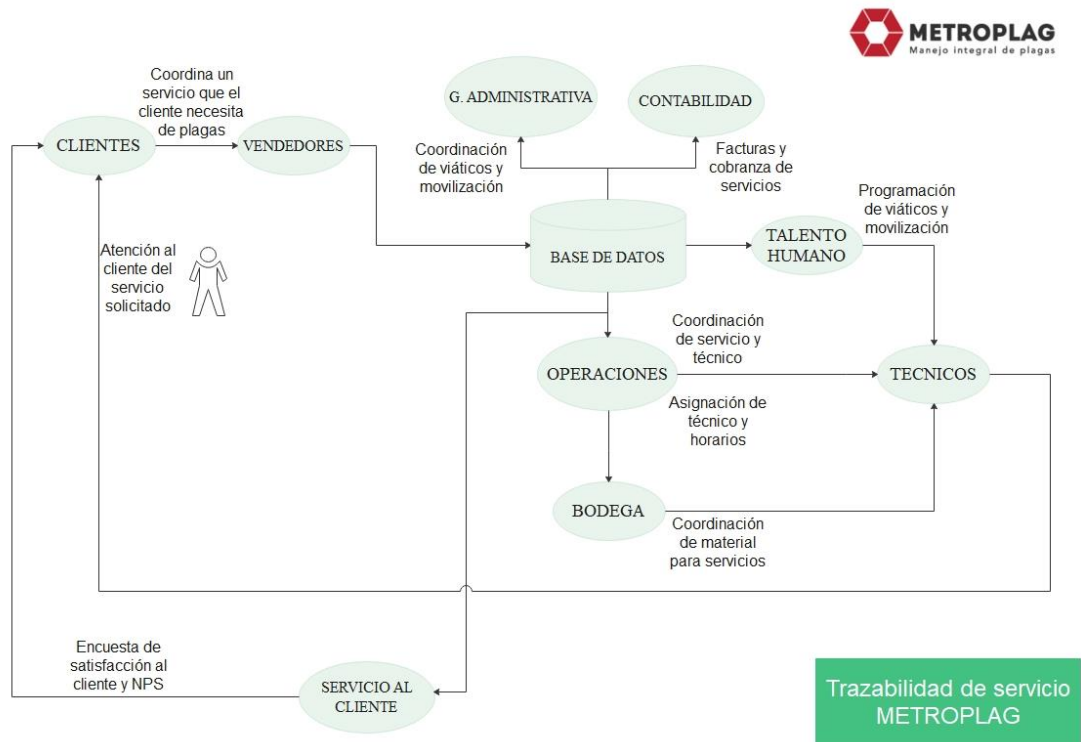 METROPLAG
Manejo integral de plagas
Coordina un
servicio que el
cliente necesita
de plagas
G. ADMINISTRATIVA
CONTABILIDAD
CLIENTES
VENDEDORES
Coordinación
de viáticos y
movilización
Facturas y
cobranza de
servicios
Programación
de viáticos y
movilización
Atención al
cliente del
servicio
solicitado
BASE DE DATOS
TALENTO
HUMANO
Coordinación
de servicio y
técnico
OPERACIONES
TECNICOS
Asignación de
técnico y
horarios
BODEGA
Coordinación
de material
para servicios
Encuesta de
satisfacción al
cliente y NPS
SERVICIO AL
CLIENTE
Trazabilidad de servicio
METROPLAG